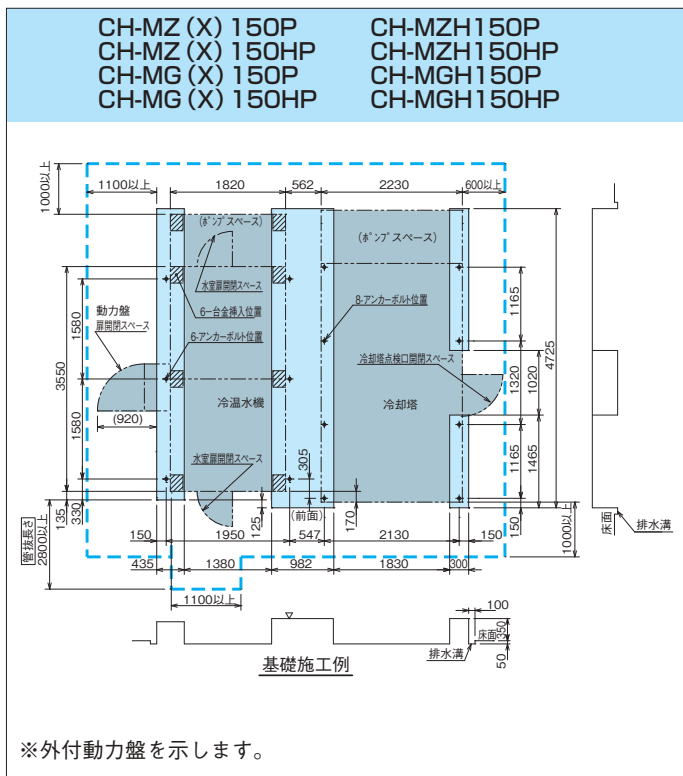 CH-MZ(X)150P CH-MZH150P
CH-MZ(X)150HP CH-MZH150HP
CH-MG(X)150P CH-MGH150P
CH-MG(X)150HP CH-MGH150HP
1000以上
1100以上 1820 562 2230 600以上
(ポンプスペース)
(ポンプスペース)
水室扉開閉スペース
6-台金挿入位置
8-アンカーボルト位置
動力盤
扉開閉スペース
6-アンカーボルト位置
冷却塔点検口開閉スペース
1580
3550
1580
(920)
冷温水機
冷却塔
1165
4725
1320
1020
1165
1465
水室扉開閉スペース
305
135
330
125
(前面)
170
150
1000以上
管抜長さ
2800以上
150 1950 547 2130 150
435 1380 982 1830 300
1100以上
床面
排水溝
100
床面
350
50
排水溝
基礎施工例
※外付動力盤を示します。